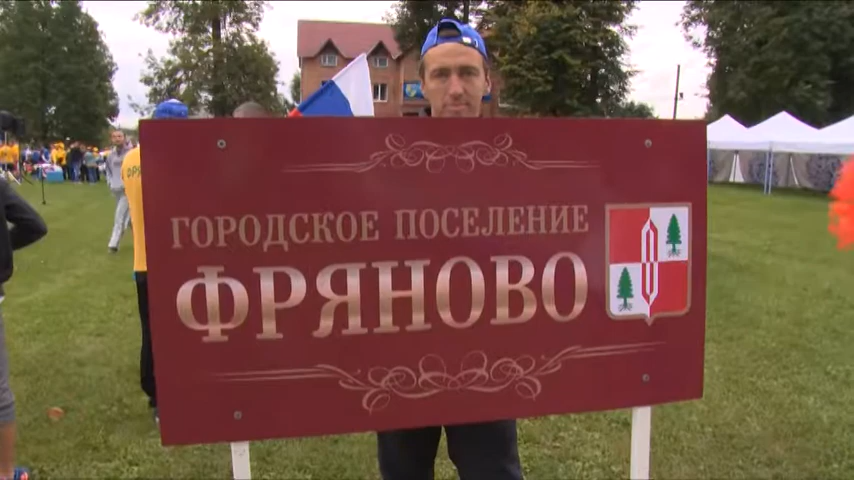 ГОРОДСКОЕ ПОСЕЛЕНИЕ
ФРЯНОВО